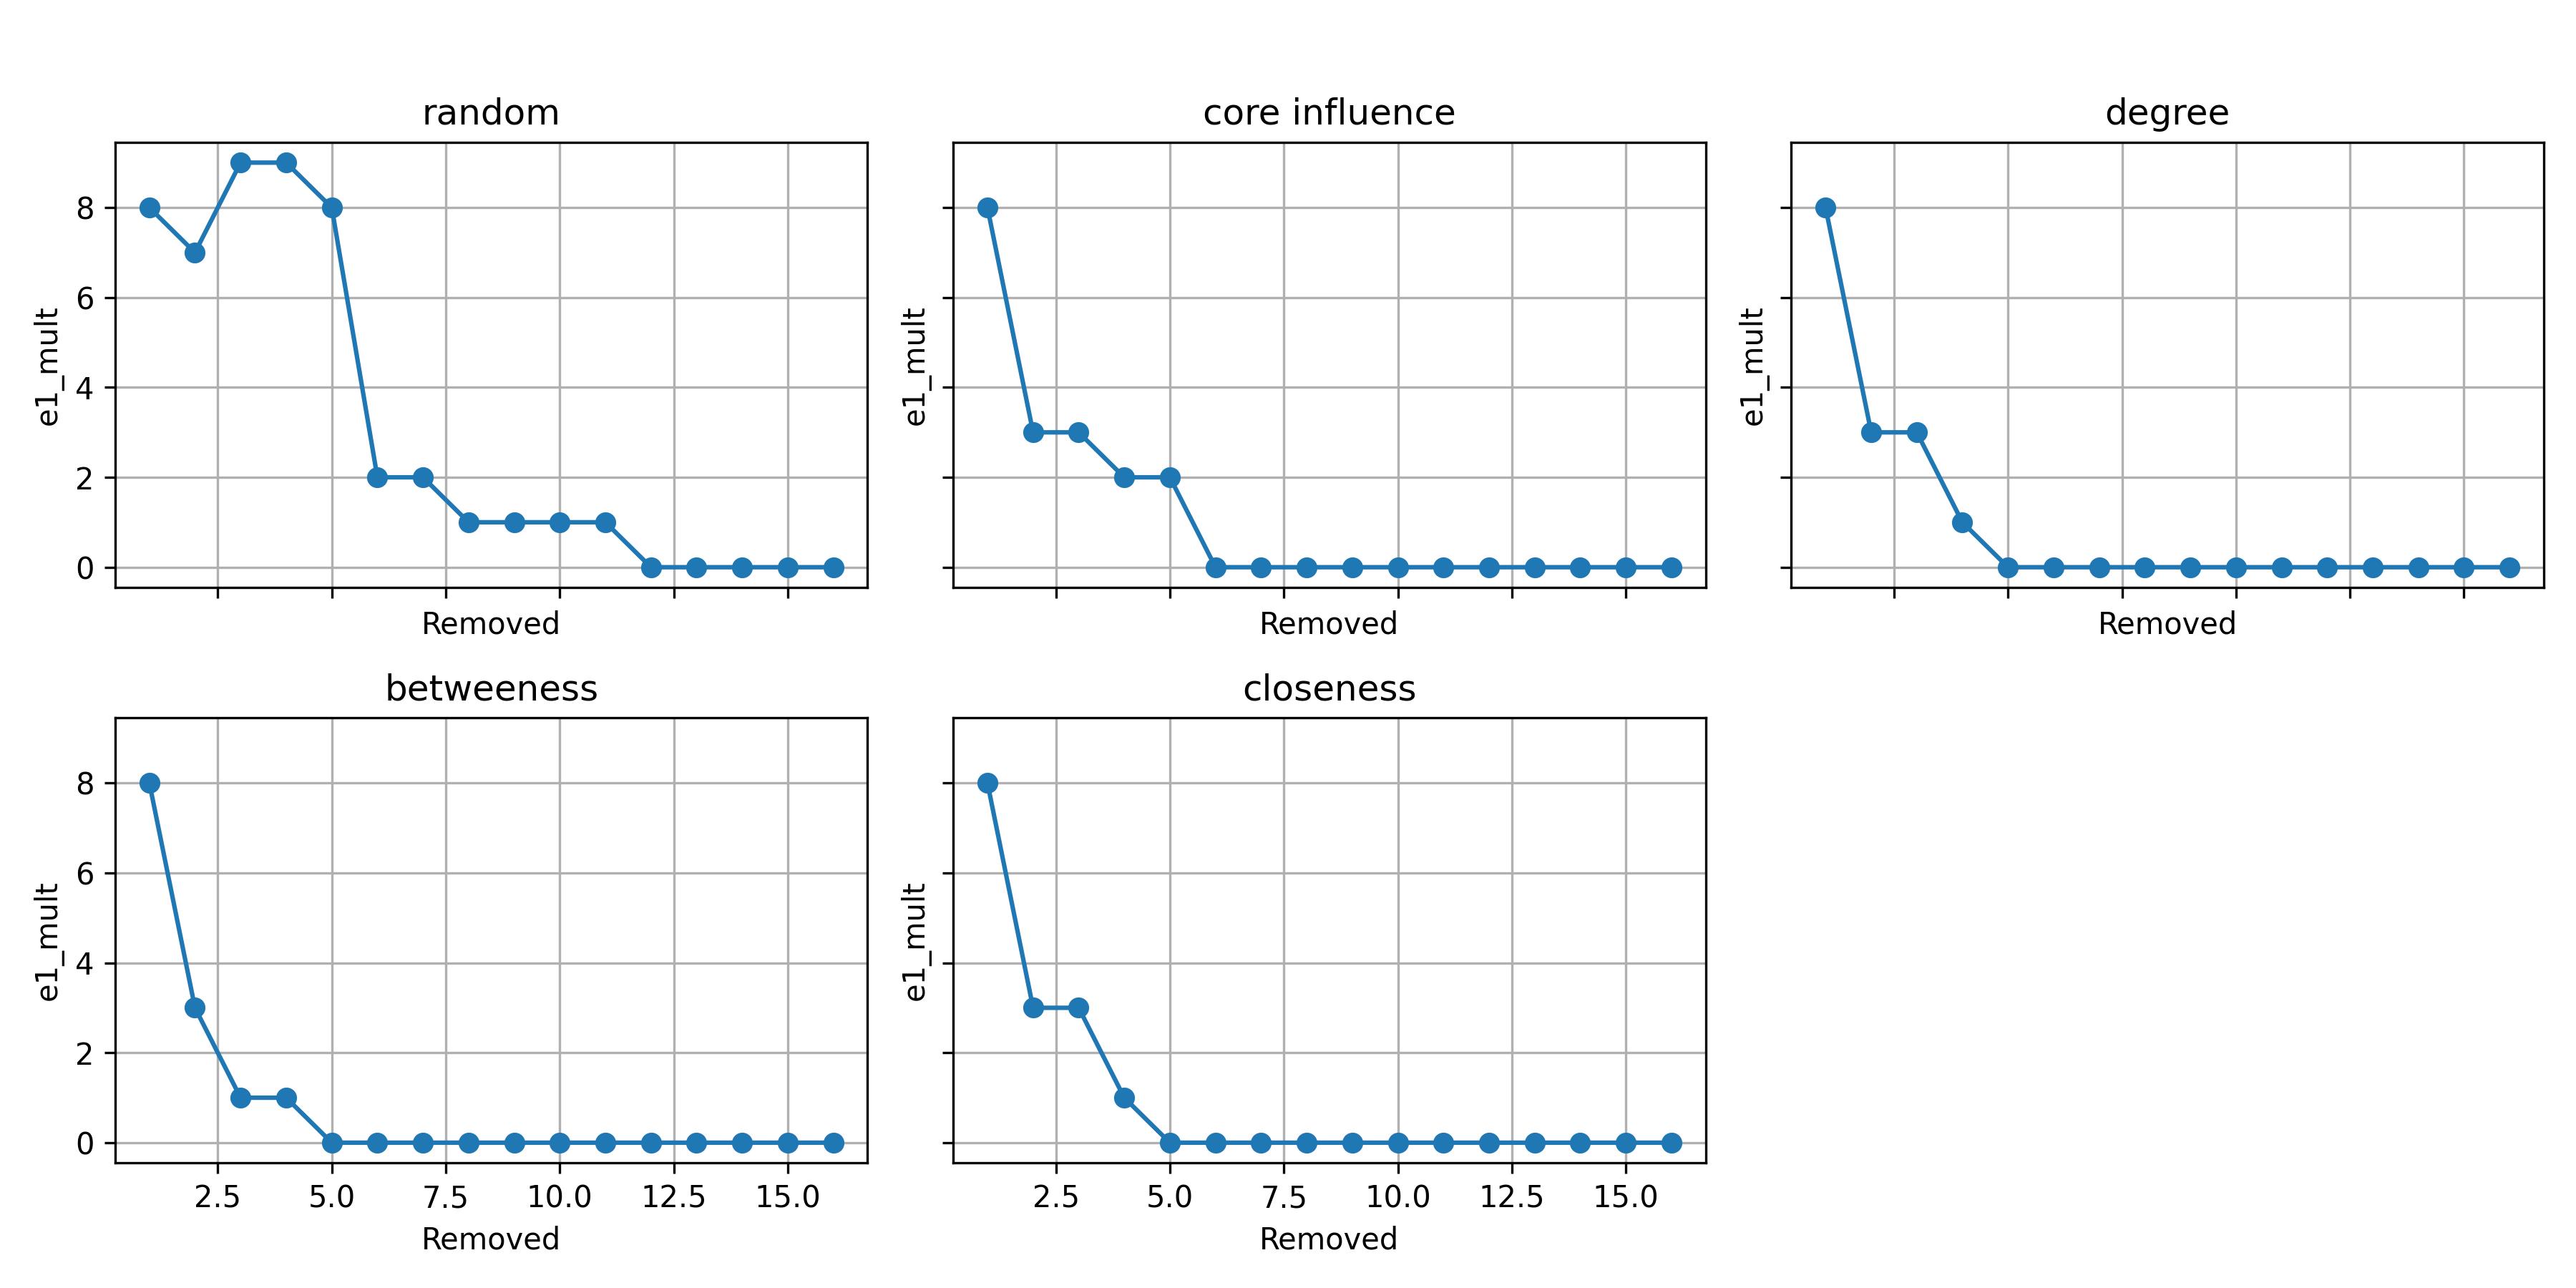 random
core influence
degree
8
6
4
2
0
e1_mult
e1_mult
e1_mult
Removed
Removed
Removed
betweeness
closeness
8
6
4
2
0
e1_mult
e1_mult
2.5 5.0 7.5 10.0 12.5 15.0
2.5 5.0 7.5 10.0 12.5 15.0
Removed
Removed